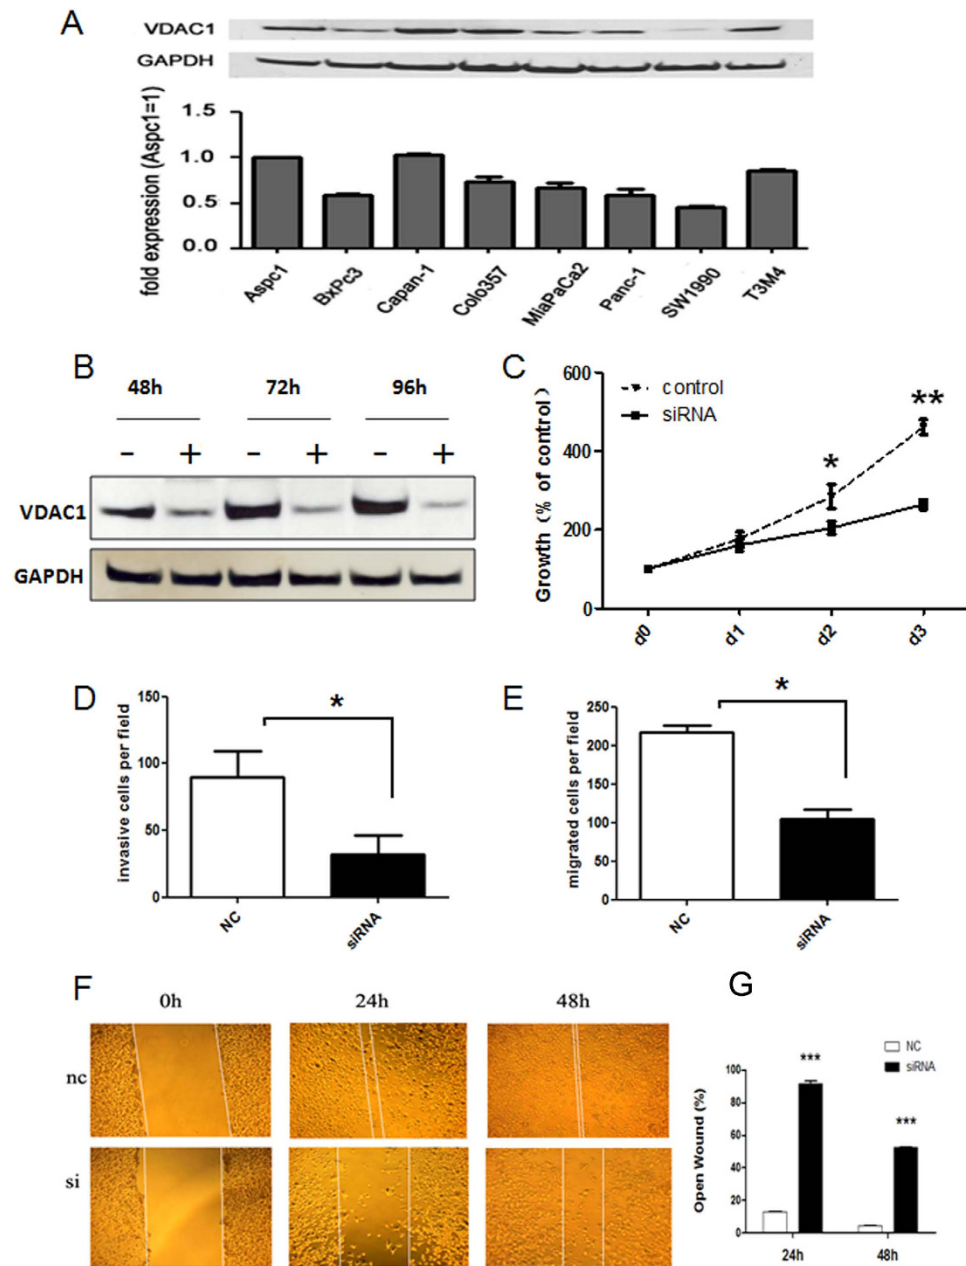 A
VDAC1
GAPDH
fold expression (Aspc1=1)
1.5
1.0
0.5
0.0
Aspc1
BxPc3
Capan-1
Colo357
MiaPaCa2
Panc-1
SW1990
T3M4
B
48h 72h 96h
- + - + - +
VDAC1
GAPDH
C
Growth (% of control)
600
400
200
0
control
siRNA
*
**
d0 d1 d2 d3
D
invasive cells per field
150
100
50
0
*
NC siRNA
E
migrated cells per field
250
200
150
100
50
0
*
NC siRNA
F
0h 24h 48h
nc
si
G
NC
siRNA
Open Wound (%)
100
80
60
40
20
0
***
***
24h 48h